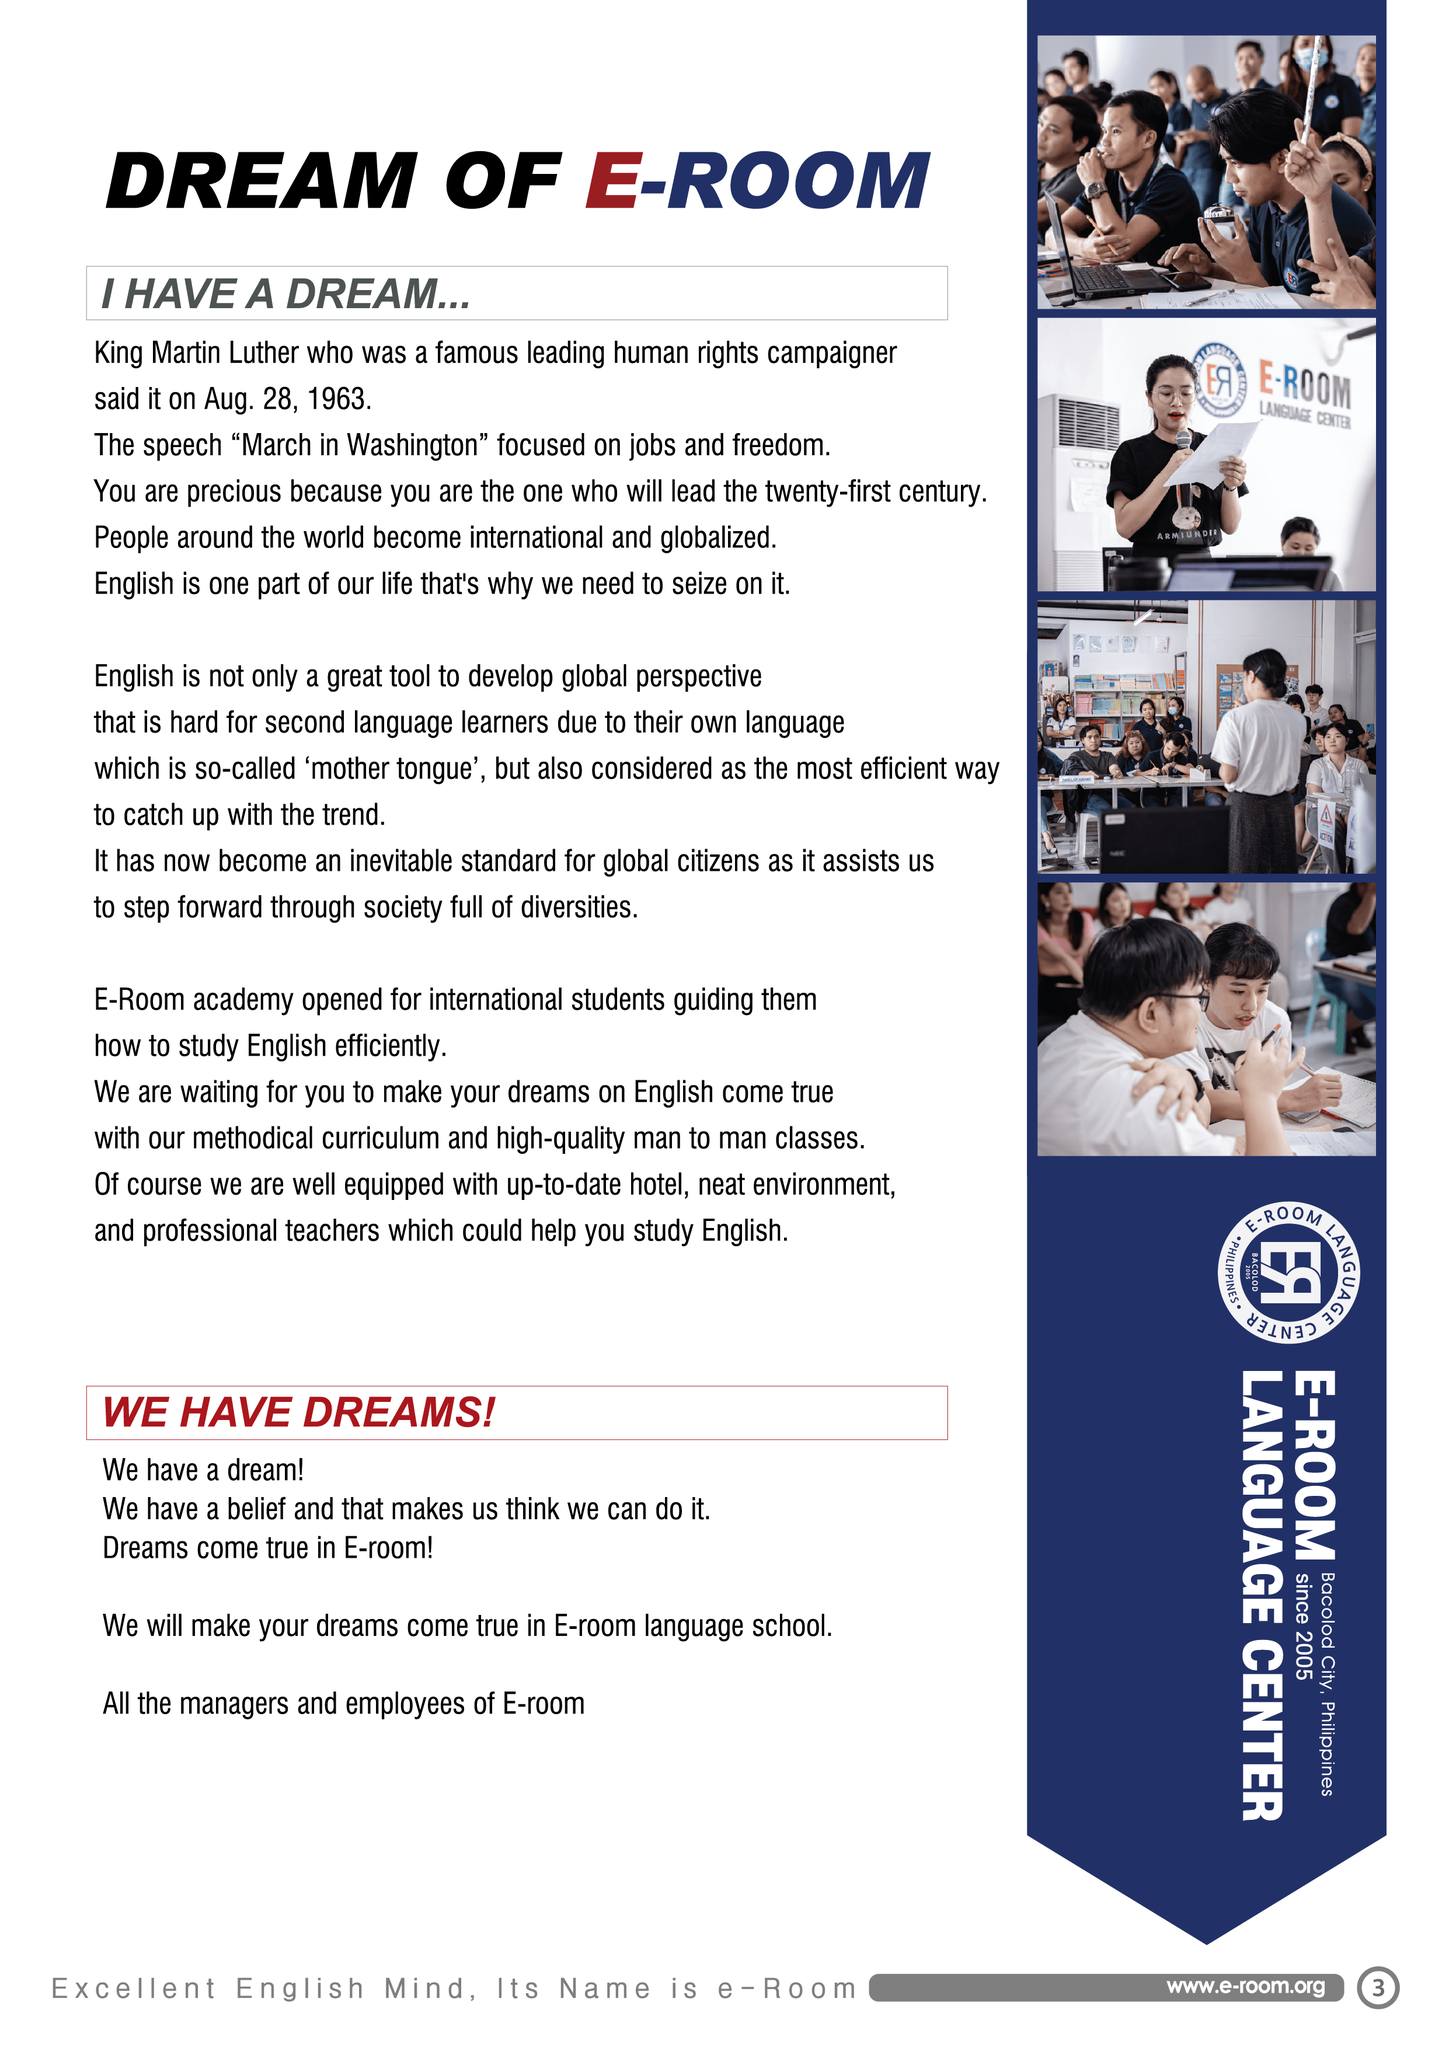 DREAM OF E-ROOM
I HAVE A DREAM...
King Martin Luther who was a famous leading human rights campaigner
said it on Aug. 28, 1963.
The speech “March in Washington” focused on jobs and freedom.
You are precious because you are the one who will lead the twenty-first century.
People around the world become international and globalized.
English is one part of our life that's why we need to seize on it.
English is not only a great tool to develop global perspective
that is hard for second language learners due to their own language
which is so-called ‘mother tongue’, but also considered as the most efficient way
to catch up with the trend.
It has now become an inevitable standard for global citizens as it assists us
to step forward through society full of diversities.
E-Room academy opened for international students guiding them
how to study English efficiently.
We are waiting for you to make your dreams on English come true
with our methodical curriculum and high-quality man to man classes.
Of course we are well equipped with up-to-date hotel, neat environment,
and professional teachers which could help you study English.
WE HAVE DREAMS!
We have a dream!
We have a belief and that makes us think we can do it.
Dreams come true in E-room!
We will make your dreams come true in E-room language school.
All the managers and employees of E-room
E-ROOM
LANGUAGE CENTER
ARMIUNDIR
E-ROOM LANGUAGE CENTER
PHILIPPINES
ER
BACOLOD
2005
E-ROOM
Bacolod City, Philippines
since 2005
LANGUAGE CENTER
Excellent English Mind, Its Name is e-Room
www.e-room.org
3